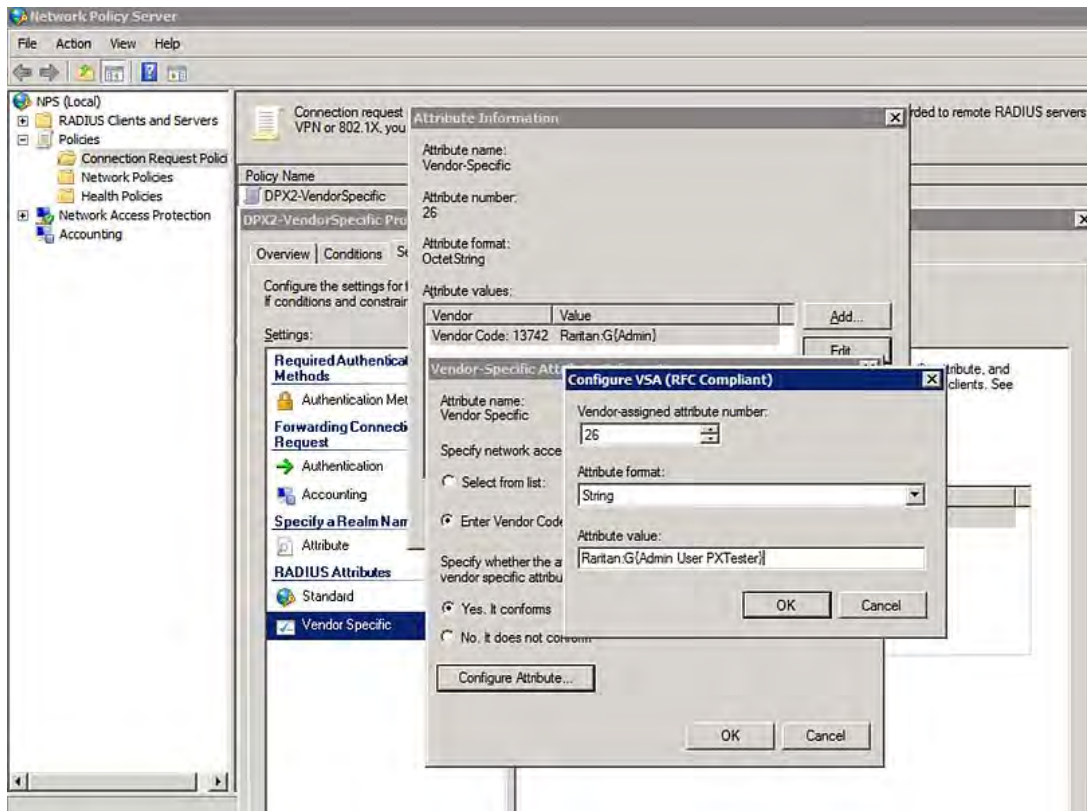 Network Policy Server
File Action View Help
NPS (Local)
RADIUS Clients and Servers
Policies
Connection Request Polici
Network Policies
Health Policies
Network Access Protection
Accounting
Connection request
VPN or 802.1X, you
rded to remote RADIUS servers
Policy Name
DPX2-VendorSpecific
DPX2-VendorSpecific Pro
Overview Conditions Se
Configure the settings for
If conditions and constrain
Settings:
Required Authenticat
Methods
Authentication Met
Forwarding Connecti
Request
Authentication
Accounting
Specify a Realm Nam
Attribute
RADIUS Attributes
Standard
Vendor Specific
Attribute Information
Attribute name:
Vendor-Specific
Attribute number:
26
Attribute format:
OctetString
Attribute values:
Vendor Value
Vendor Code: 13742 Raritan:G{Admin}
Add...
Edit...
tribute, and
clients. See
Vendor-Specific Att
Attribute name:
Vendor Specific
Specify network acce
Select from list:
Enter Vendor Code
Specify whether the a
vendor specific attribu
Yes. It conforms
No. It does not conform
Configure Attribute...
OK Cancel
Configure VSA (RFC Compliant)
Vendor-assigned attribute number:
26
Attribute format:
String
Attribute value:
Raritan:G{Admin User PXTester}
OK Cancel